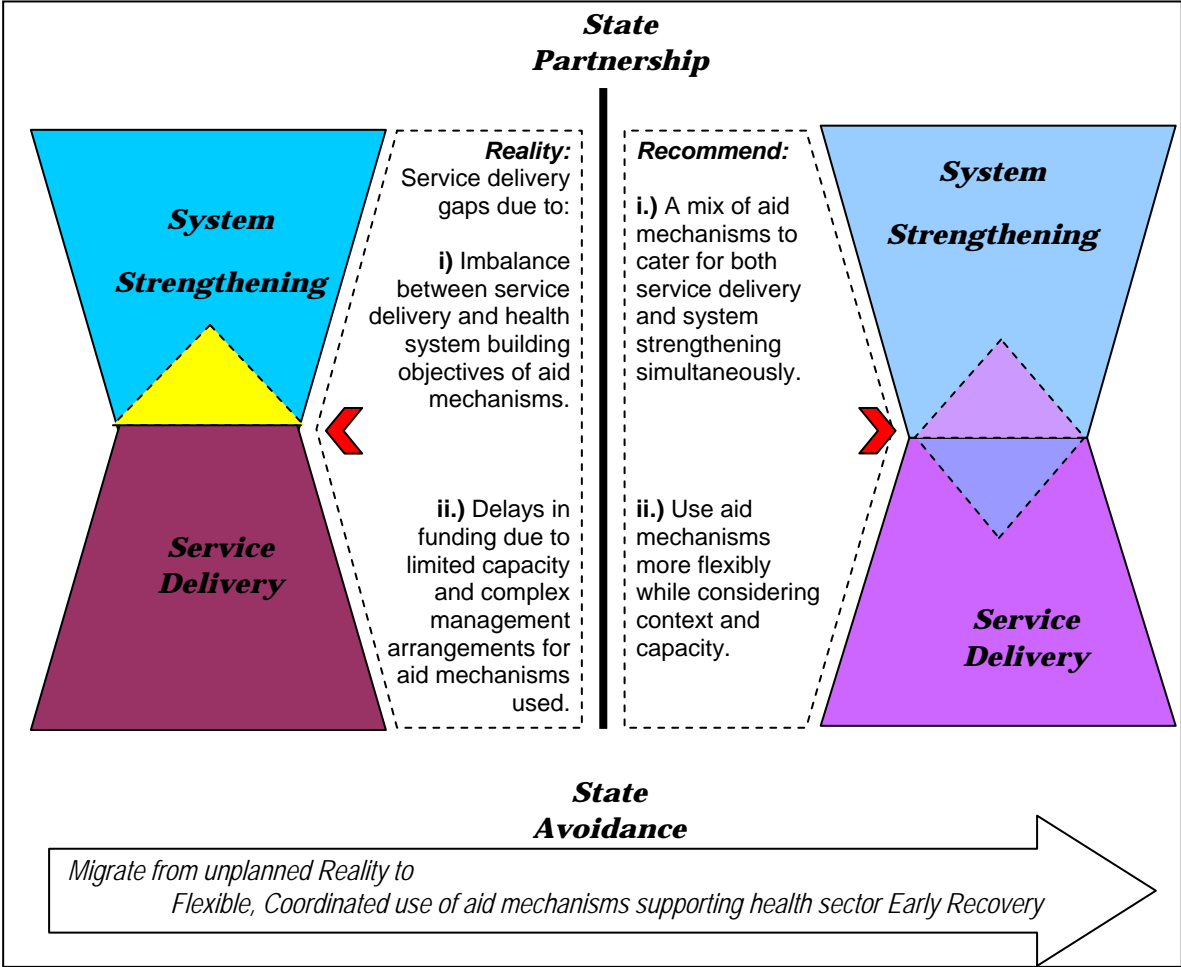 State
Partnership
System
Strengthening
Service
Delivery
Reality:
Service delivery
gaps due to:
i) Imbalance
between service
delivery and health
system building
objectives of aid
mechanisms.
ii.) Delays in
funding due to
limited capacity
and complex
management
arrangements for
aid mechanisms
used.
Recommend:
i.) A mix of aid
mechanisms to
cater for both
service delivery
and system
strengthening
simultaneously.
ii.) Use aid
mechanisms
more flexibly
while considering
context and
capacity.
System
Strengthening
Service
Delivery
State
Avoidance
Migrate from unplanned Reality to
Flexible, Coordinated use of aid mechanisms supporting health sector Early Recovery